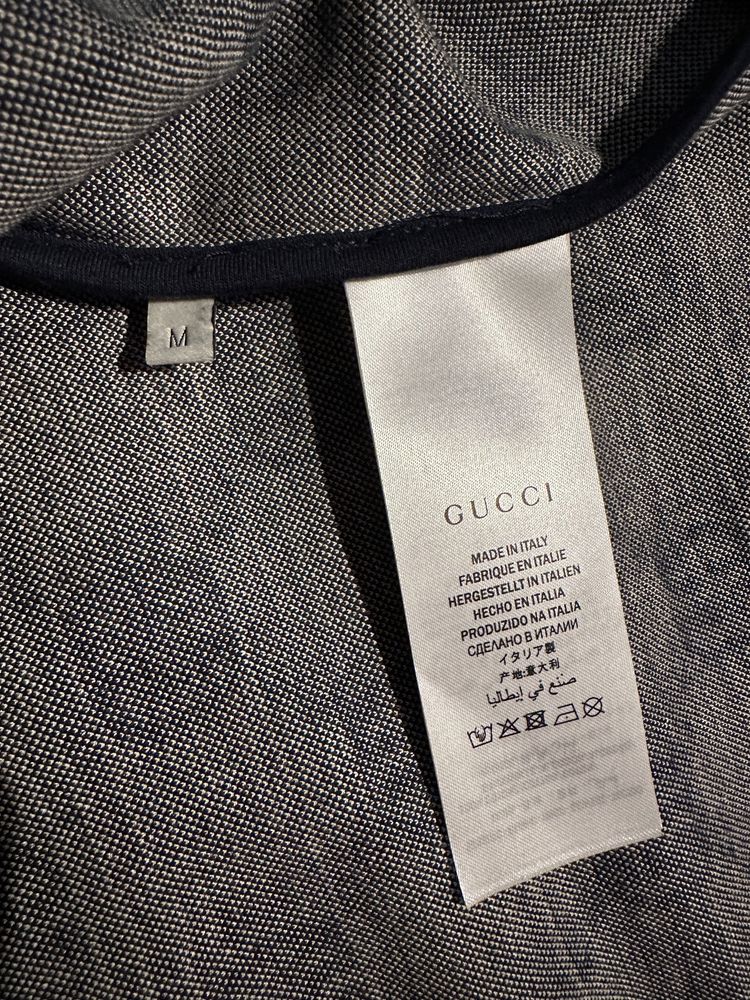 M
GUCCI
MADE IN ITALY
FABRIQUE EN ITALIE
HERGESTELLT IN ITALIEN
HECHO EN ITALIA
PRODUZIDO NA ITALIA
СДЕЛАНО В ИТАЛИИ
イタリア製
产地:意大利
صنع في إيطاليا